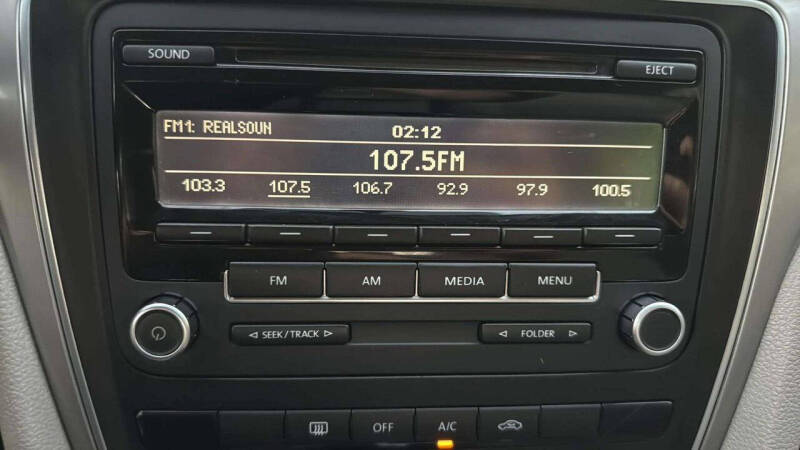 SOUND
EJECT
FM1: REALSOUN 02:12
107.5FM
103.3 107.5 106.7 92.9 97.9 100.5
FM AM MEDIA MENU
◁ SEEK / TRACK ▷ ◁ FOLDER ▷
OFF A/C